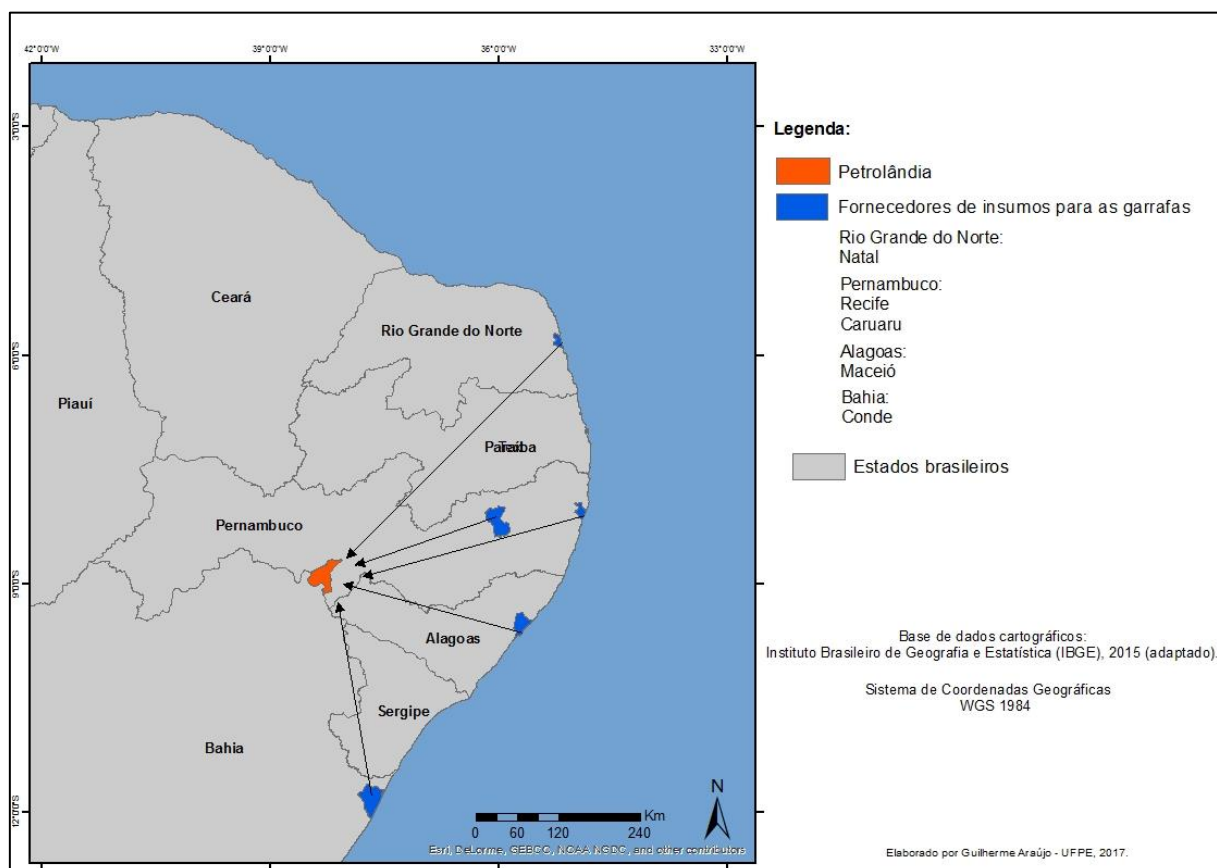 42°0'0"W
39°0'0"W
36°0'0"W
33°0'0"W
3°0'0"S
6°0'0"S
9°0'0"S
12°0'0"S
Ceará
Rio Grande do Norte
Piauí
Pernambuco
Alagoas
Sergipe
Bahia
N
Km
0 60 120 240
Esri, DeLorme, GEBCO, NOAA NGDC, and other contributors
Legenda:
Petrolândia
Fornecedores de insumos para as garrafas
Rio Grande do Norte:
Natal
Pernambuco:
Recife
Caruaru
Alagoas:
Maceió
Bahia:
Conde
Estados brasileiros
Base de dados cartográficos:
Instituto Brasileiro de Geografia e Estatística (IBGE), 2015 (adaptado).
Sistema de Coordenadas Geográficas
WGS 1984
Elaborado por Guilherme Araújo - UFPE, 2017.